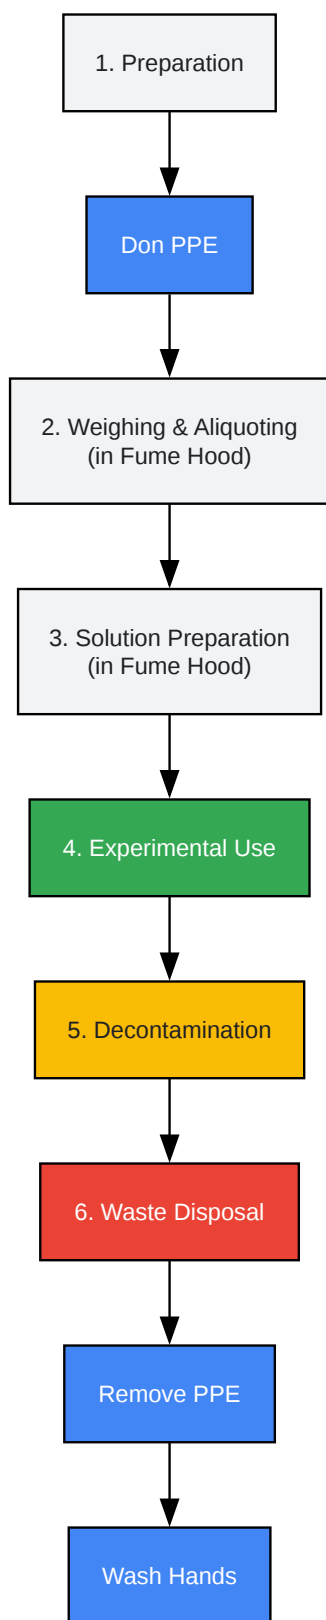 1. Preparation
Don PPE
2. Weighing & Aliquoting
(in Fume Hood)
3. Solution Preparation
(in Fume Hood)
4. Experimental Use
5. Decontamination
6. Waste Disposal
Remove PPE
Wash Hands